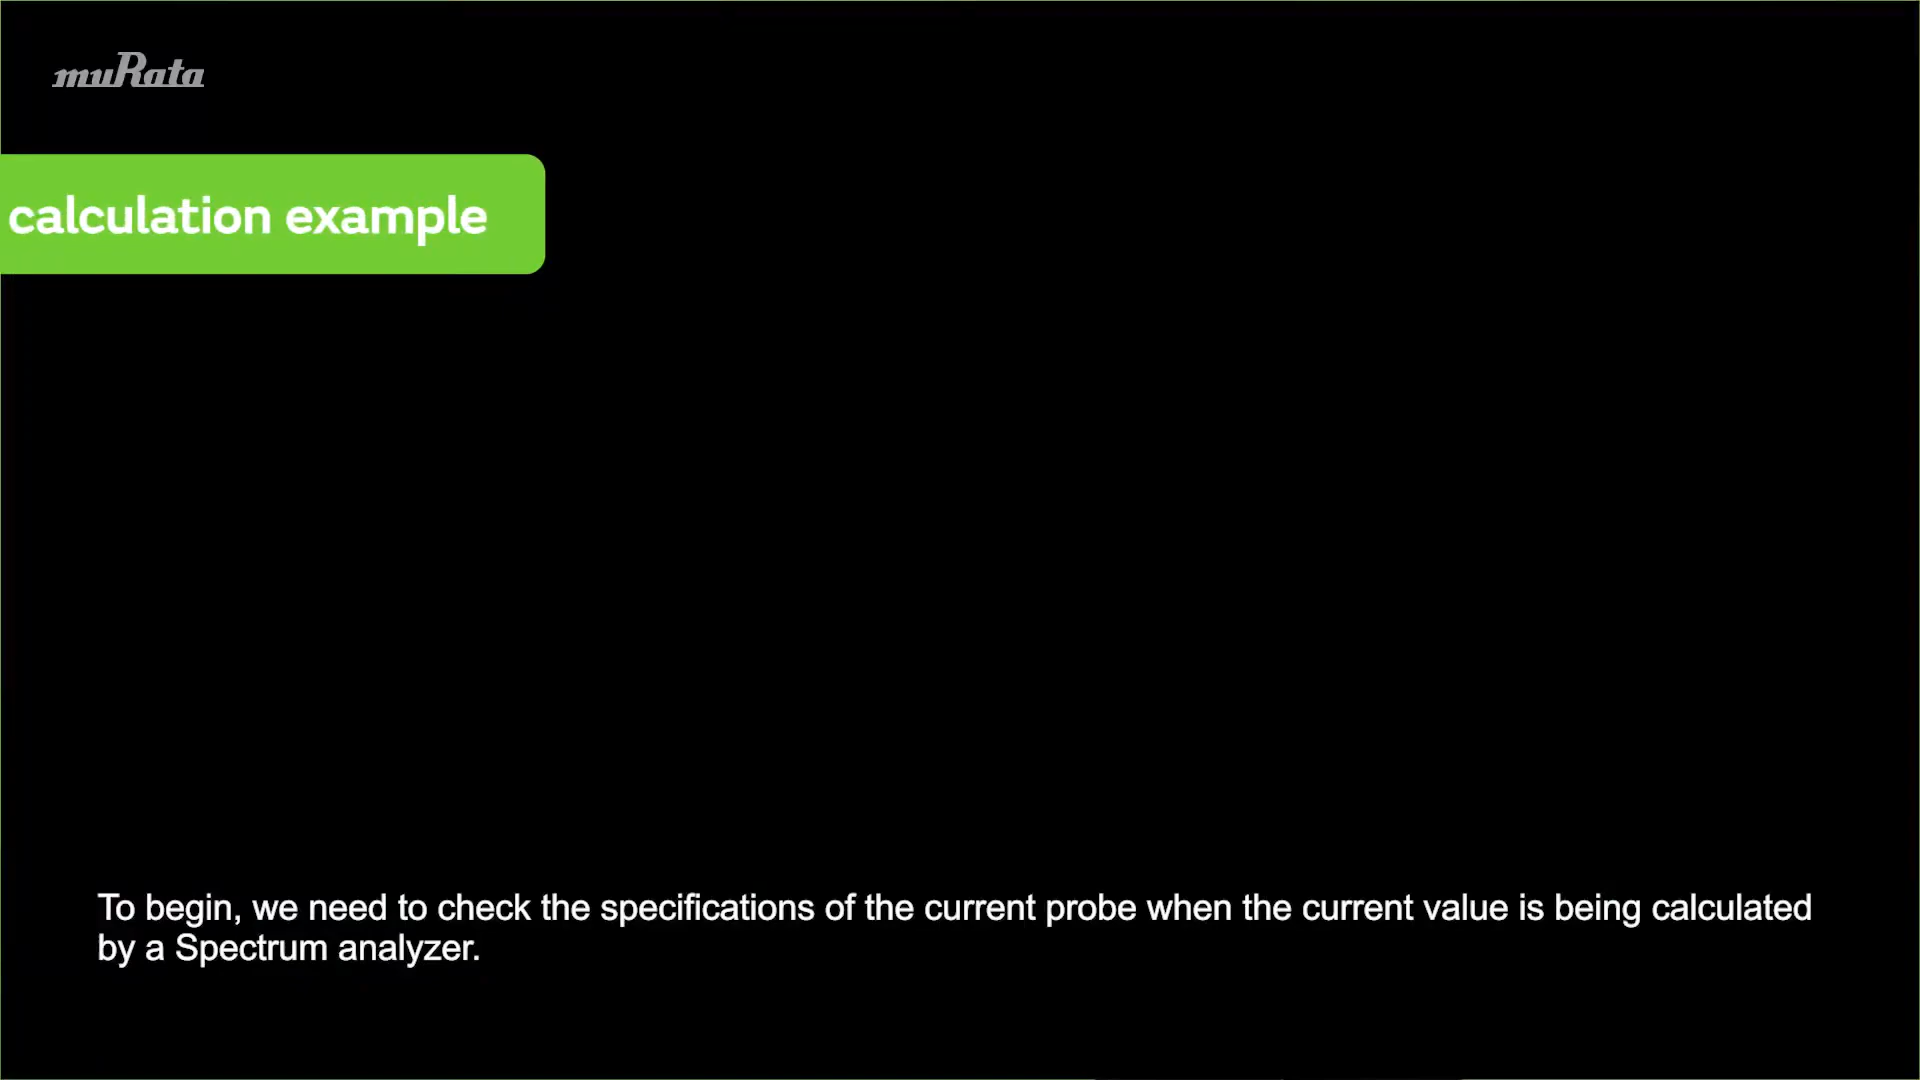 muRata
calculation example
To begin, we need to check the specifications of the current probe when the current value is being calculated
by a Spectrum analyzer.